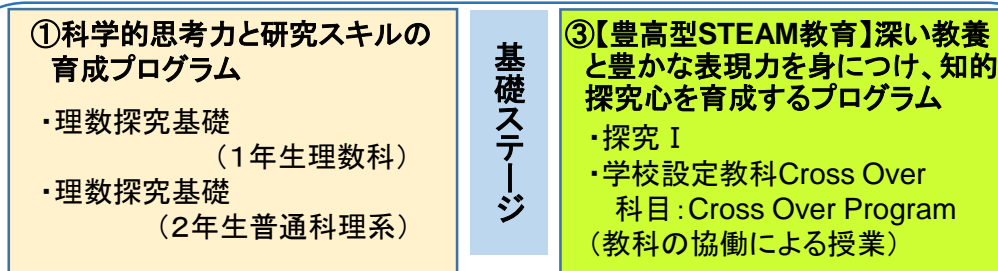 ①科学的思考力と研究スキルの
育成プログラム
・理数探究基礎
（１年生理数科）
・理数探究基礎
（２年生普通科理系）
基礎ステージ
③【豊高型STEAM教育】深い教養
と豊かな表現力を身につけ、知的
探究心を育成するプログラム
・探究Ⅰ
・学校設定教科Cross Over
科目：Cross Over Program
（教科の協働による授業）